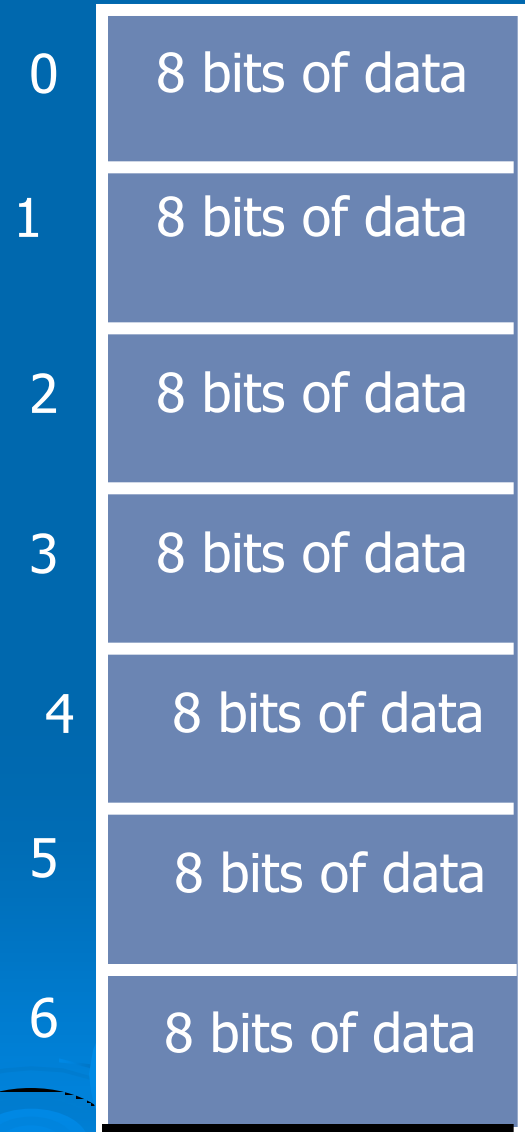 0 8 bits of data
1 8 bits of data
2 8 bits of data
3 8 bits of data
4 8 bits of data
5 8 bits of data
6 8 bits of data